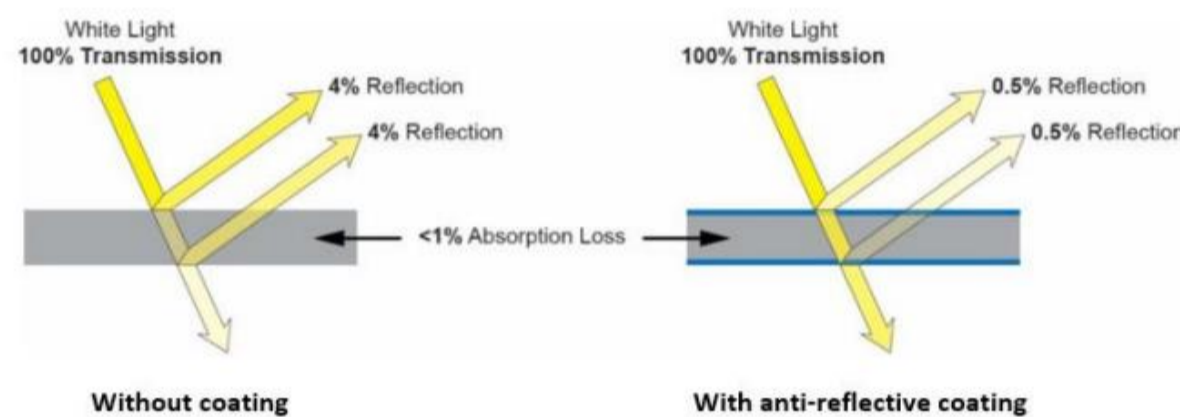 White Light
100% Transmission
4% Reflection
4% Reflection
White Light
100% Transmission
0.5% Reflection
0.5% Reflection
<1% Absorption Loss
Without coating
With anti-reflective coating